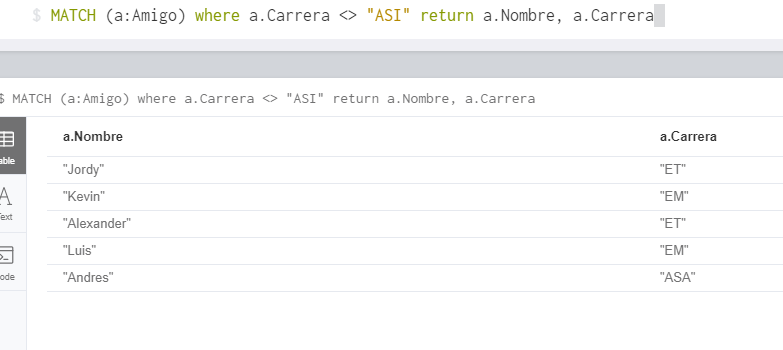 $ MATCH (a:Amigo) where a.Carrera <> "ASI" return a.Nombre, a.Carrera
$ MATCH (a:Amigo) where a.Carrera <> "ASI" return a.Nombre, a.Carrera
a.Nombre a.Carrera
able
"Jordy" "ET"
"Kevin" "EM"
A
ext
"Alexander" "ET"
"Luis" "EM"
ode
"Andres" "ASA"